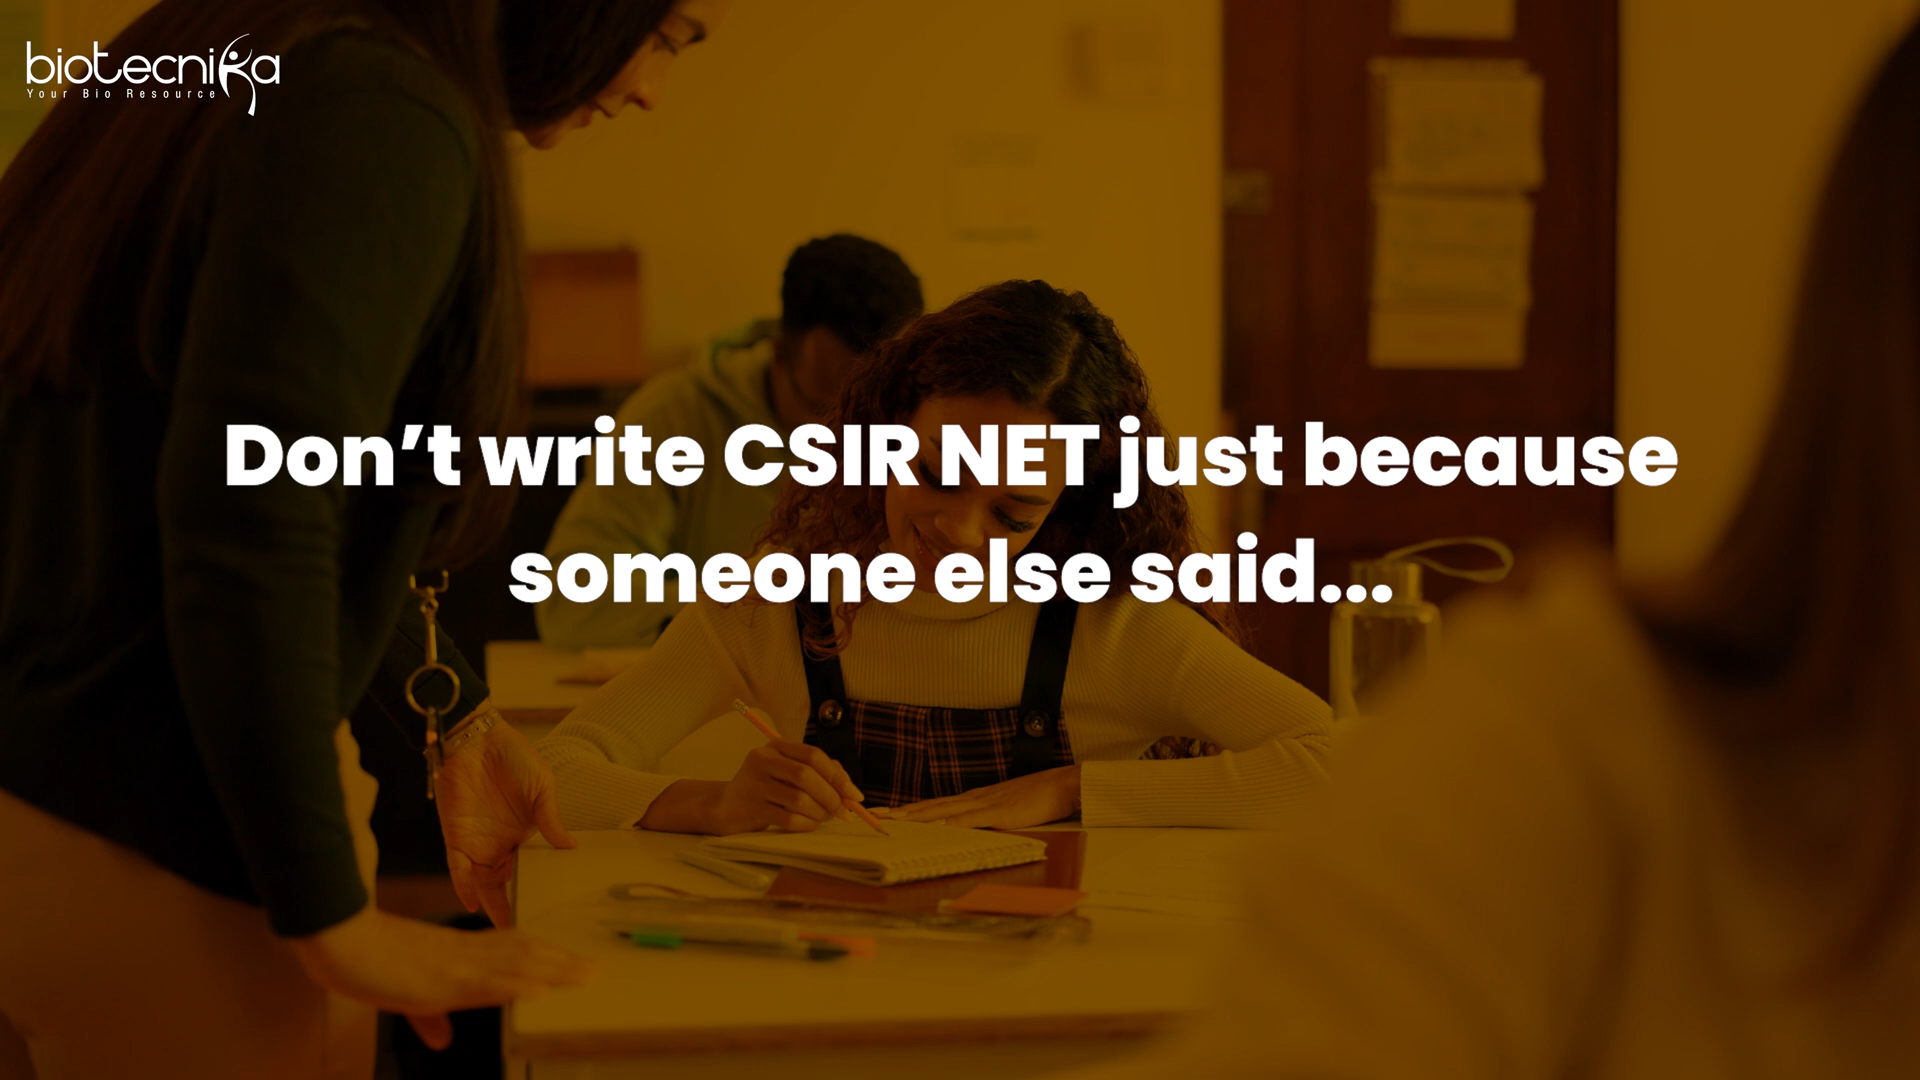 biotecnika
Your Bio Resource
Don’t write CSIR NET just because
someone else said...